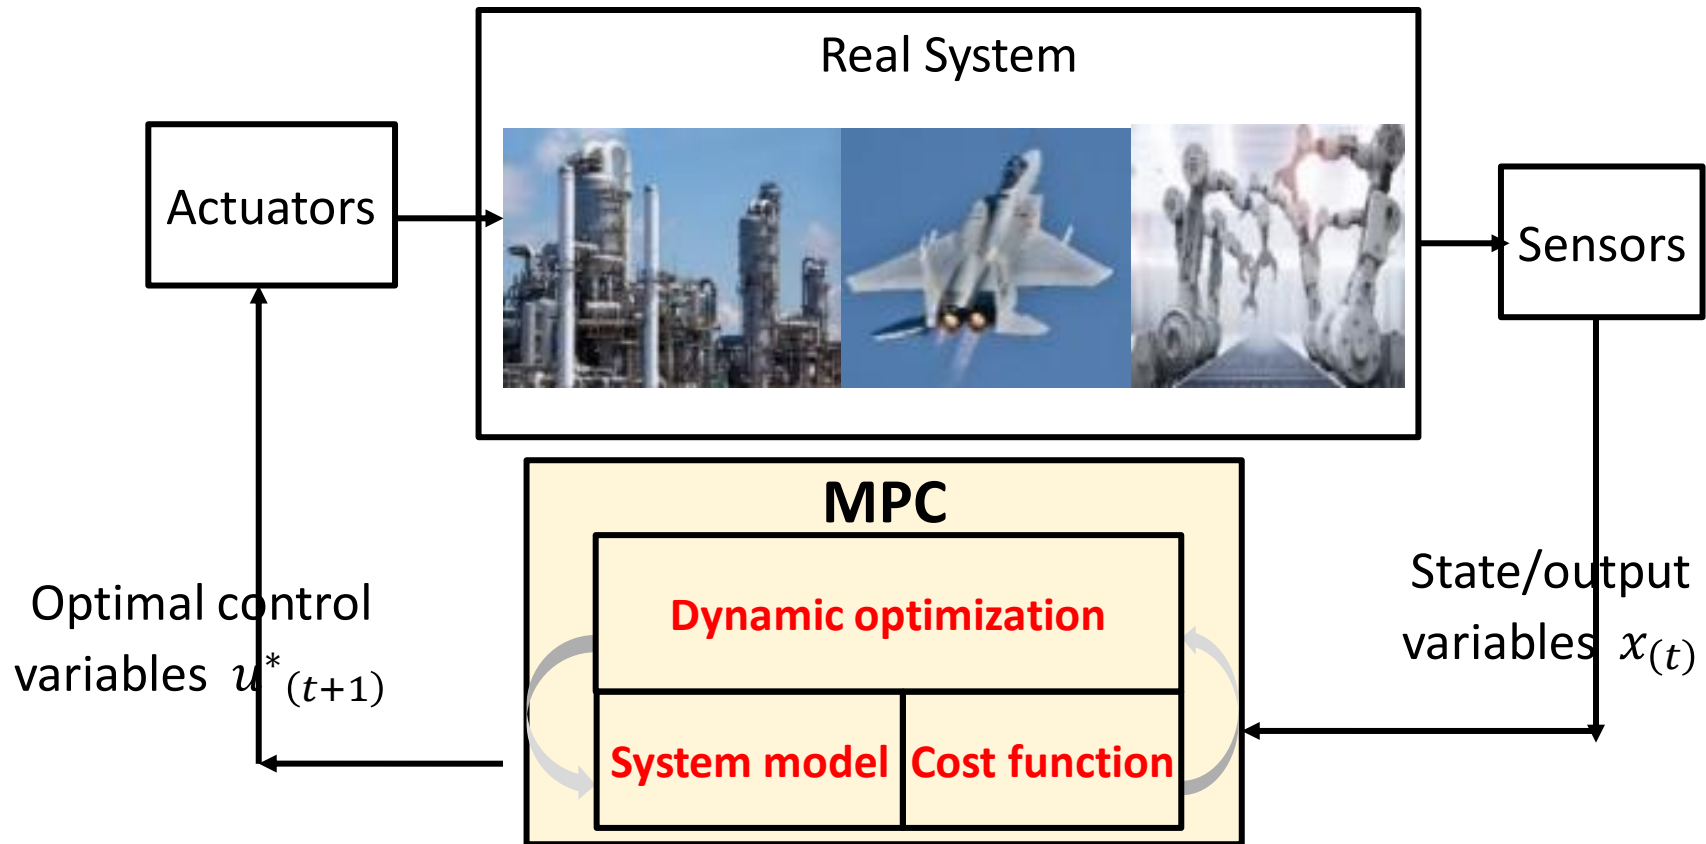 Real System
Actuators
Sensors
MPC
Dynamic optimization
System model
Cost function
Optimal control
variables u*(t+1)
State/output
variables x(t)